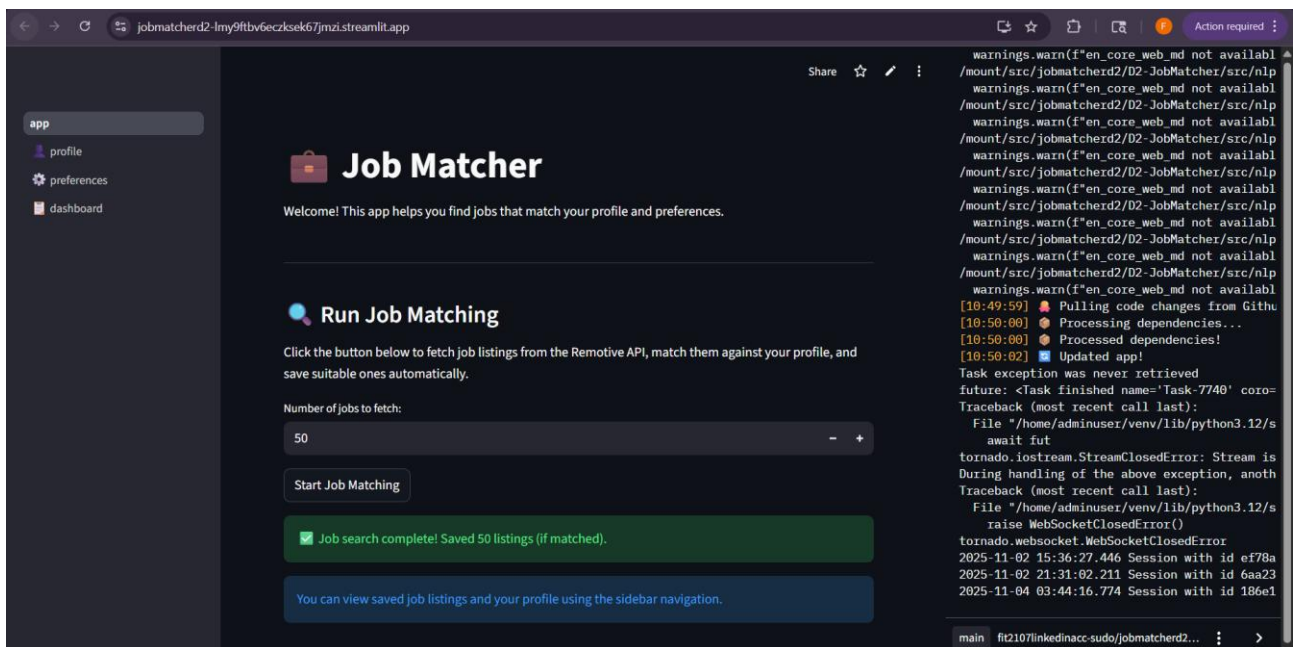 jobmatcherd2-lmy9ftbv6eczksek67jmzi.streamlit.app
F
Action required
app
profile
preferences
dashboard
Share
Job Matcher
Welcome! This app helps you find jobs that match your profile and preferences.
Run Job Matching
Click the button below to fetch job listings from the Remotive API, match them against your profile, and
save suitable ones automatically.
Number of jobs to fetch:
50
Start Job Matching
Job search complete! Saved 50 listings (if matched).
You can view saved job listings and your profile using the sidebar navigation.
warnings.warn(f"en_core_web_md not availabl
/mount/src/jobmatcherd2/D2-JobMatcher/src/nlp
warnings.warn(f"en_core_web_md not availabl
/mount/src/jobmatcherd2/D2-JobMatcher/src/nlp
warnings.warn(f"en_core_web_md not availabl
/mount/src/jobmatcherd2/D2-JobMatcher/src/nlp
warnings.warn(f"en_core_web_md not availabl
/mount/src/jobmatcherd2/D2-JobMatcher/src/nlp
warnings.warn(f"en_core_web_md not availabl
/mount/src/jobmatcherd2/D2-JobMatcher/src/nlp
warnings.warn(f"en_core_web_md not availabl
/mount/src/jobmatcherd2/D2-JobMatcher/src/nlp
warnings.warn(f"en_core_web_md not availabl
/mount/src/jobmatcherd2/D2-JobMatcher/src/nlp
warnings.warn(f"en_core_web_md not availabl
[10:49:59] Pulling code changes from Githu
[10:50:00] Processing dependencies...
[10:50:00] Processed dependencies!
[10:50:02] Updated app!
Task exception was never retrieved
future: <Task finished name='Task-7740' coro=
Traceback (most recent call last):
File "/home/adminuser/venv/lib/python3.12/s
await fut
tornado.iostream.StreamClosedError: Stream is
During handling of the above exception, anoth
Traceback (most recent call last):
File "/home/adminuser/venv/lib/python3.12/s
raise WebSocketClosedError()
tornado.websocket.WebSocketClosedError
2025-11-02 15:36:27.446 Session with id ef78a
2025-11-02 21:31:02.211 Session with id 6aa23
2025-11-04 03:44:16.774 Session with id 186e1
main fit2107linkedinacc-sudo/jobmatcherd2...